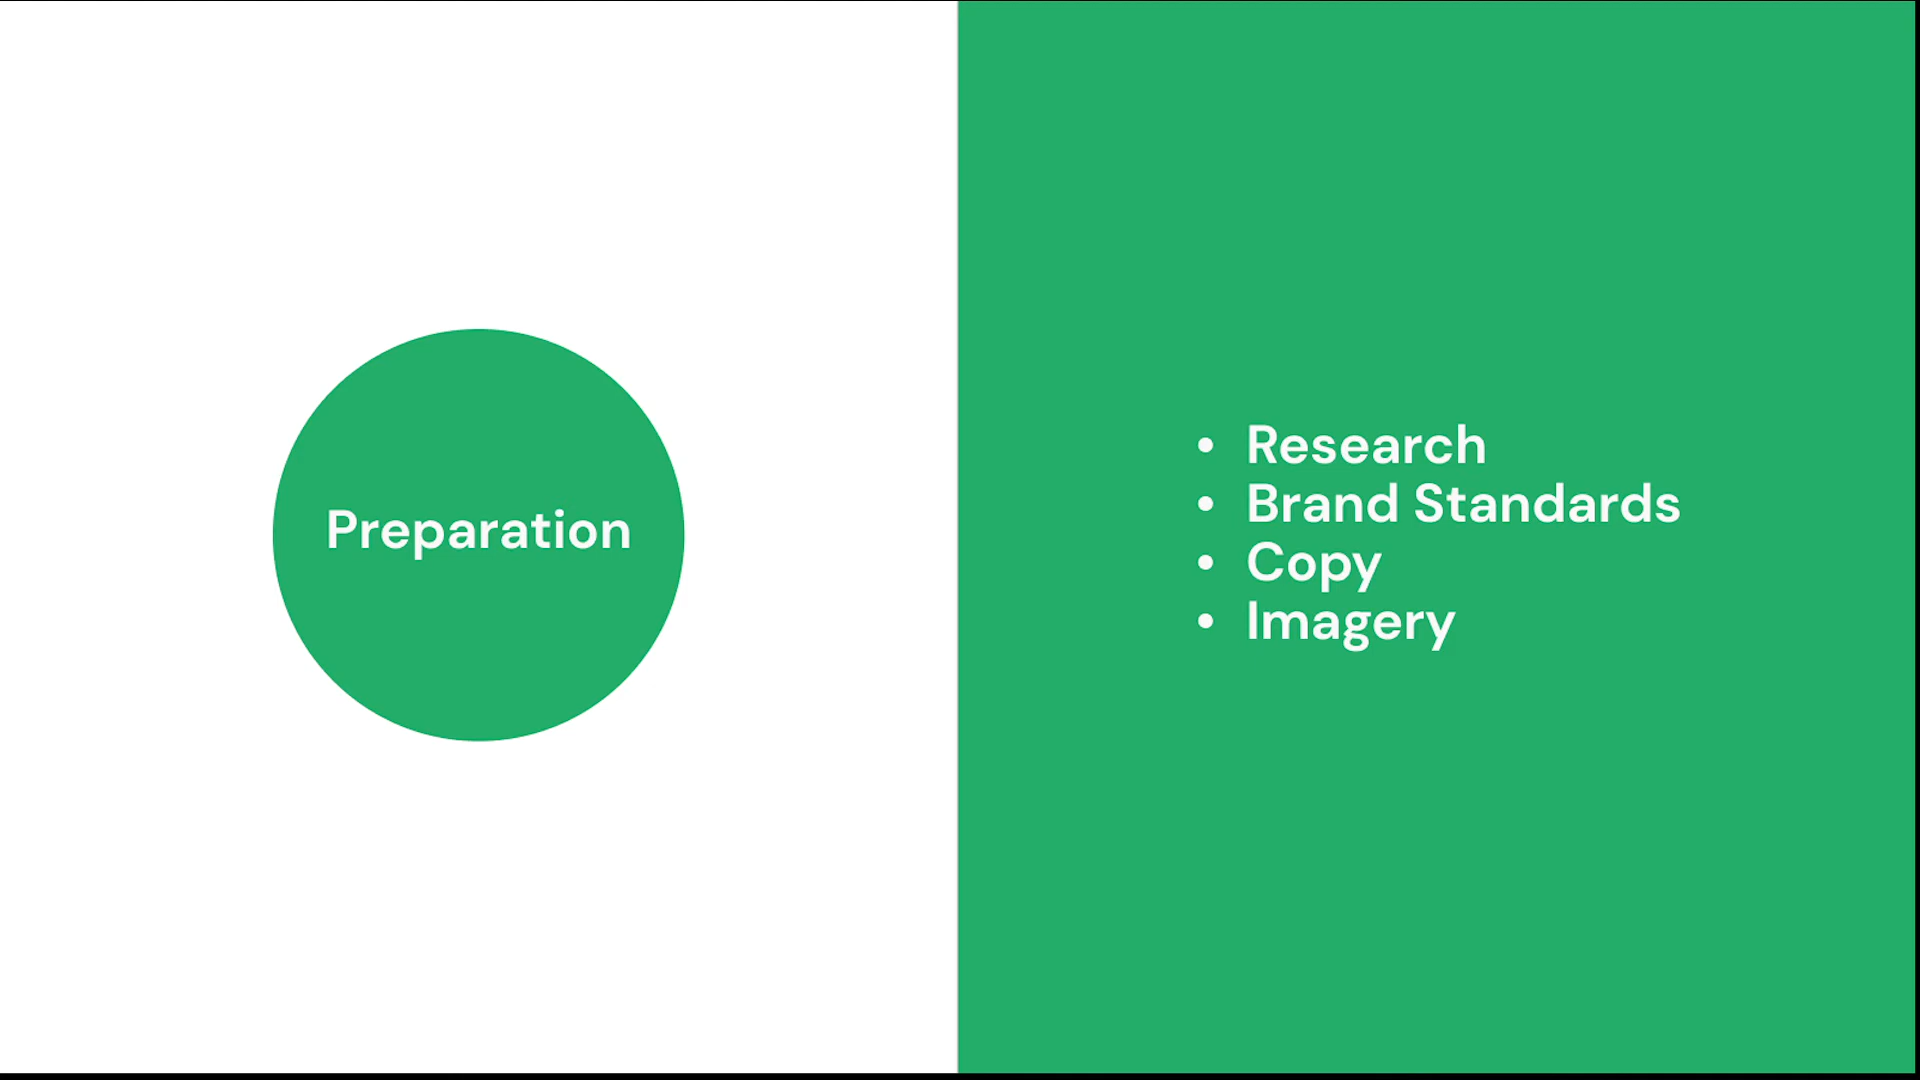 Preparation
• Research
• Brand Standards
• Copy
• Imagery